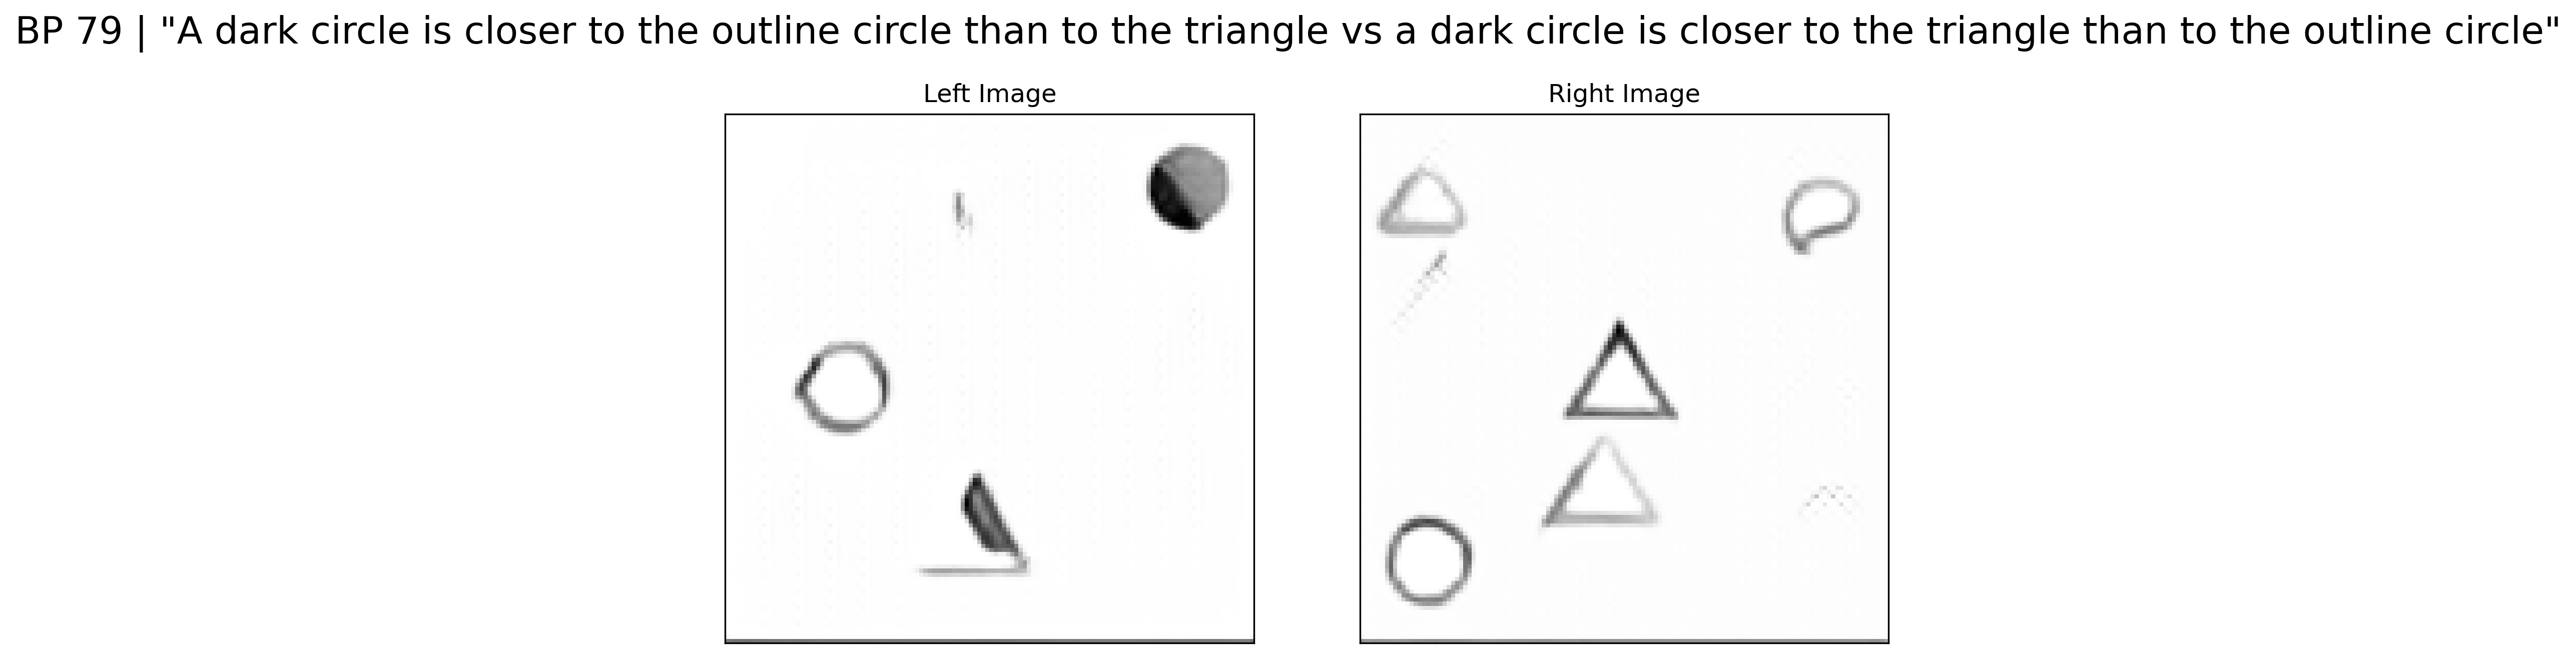 BP 79 | "A dark circle is closer to the outline circle than to the triangle vs a dark circle is closer to the triangle than to the outline circle"
Left Image
Right Image